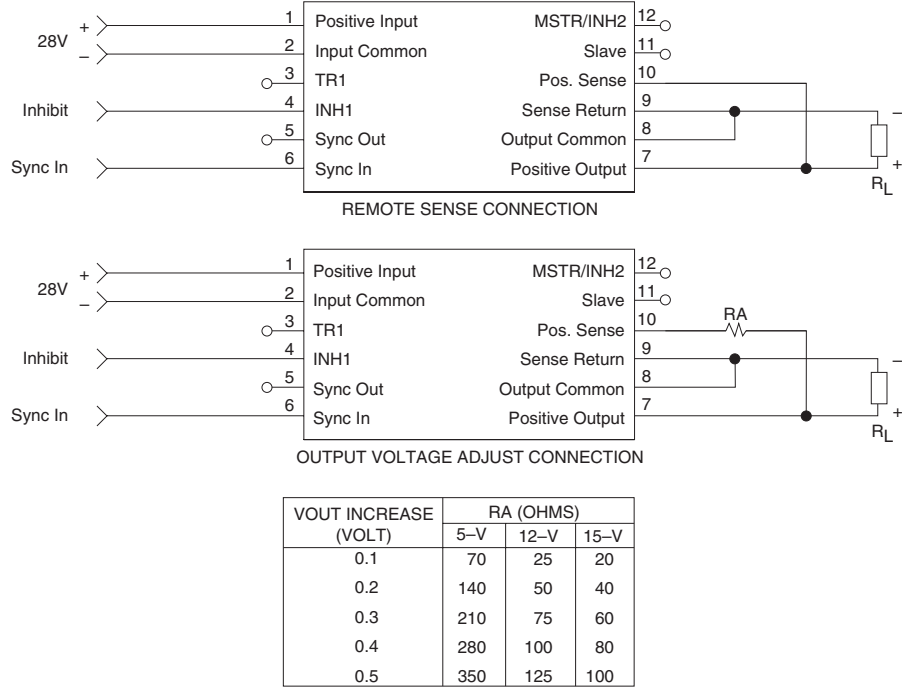 1 Positive Input MSTR/INH2 12
28V + – 2 Input Common Slave 11
3 TR1 Pos. Sense 10
Inhibit 4 INH1 Sense Return 9 –
5 Sync Out Output Common 8
Sync In 6 Sync In Positive Output 7 +
RL
REMOTE SENSE CONNECTION
1 Positive Input MSTR/INH2 12
28V + – 2 Input Common Slave 11
3 TR1 Pos. Sense 10 RA
Inhibit 4 INH1 Sense Return 9 –
5 Sync Out Output Common 8
Sync In 6 Sync In Positive Output 7 +
RL
OUTPUT VOLTAGE ADJUST CONNECTION
VOUT INCREASE RA (OHMS)
(VOLT) 5–V 12–V 15–V
0.1 70 25 20
0.2 140 50 40
0.3 210 75 60
0.4 280 100 80
0.5 350 125 100